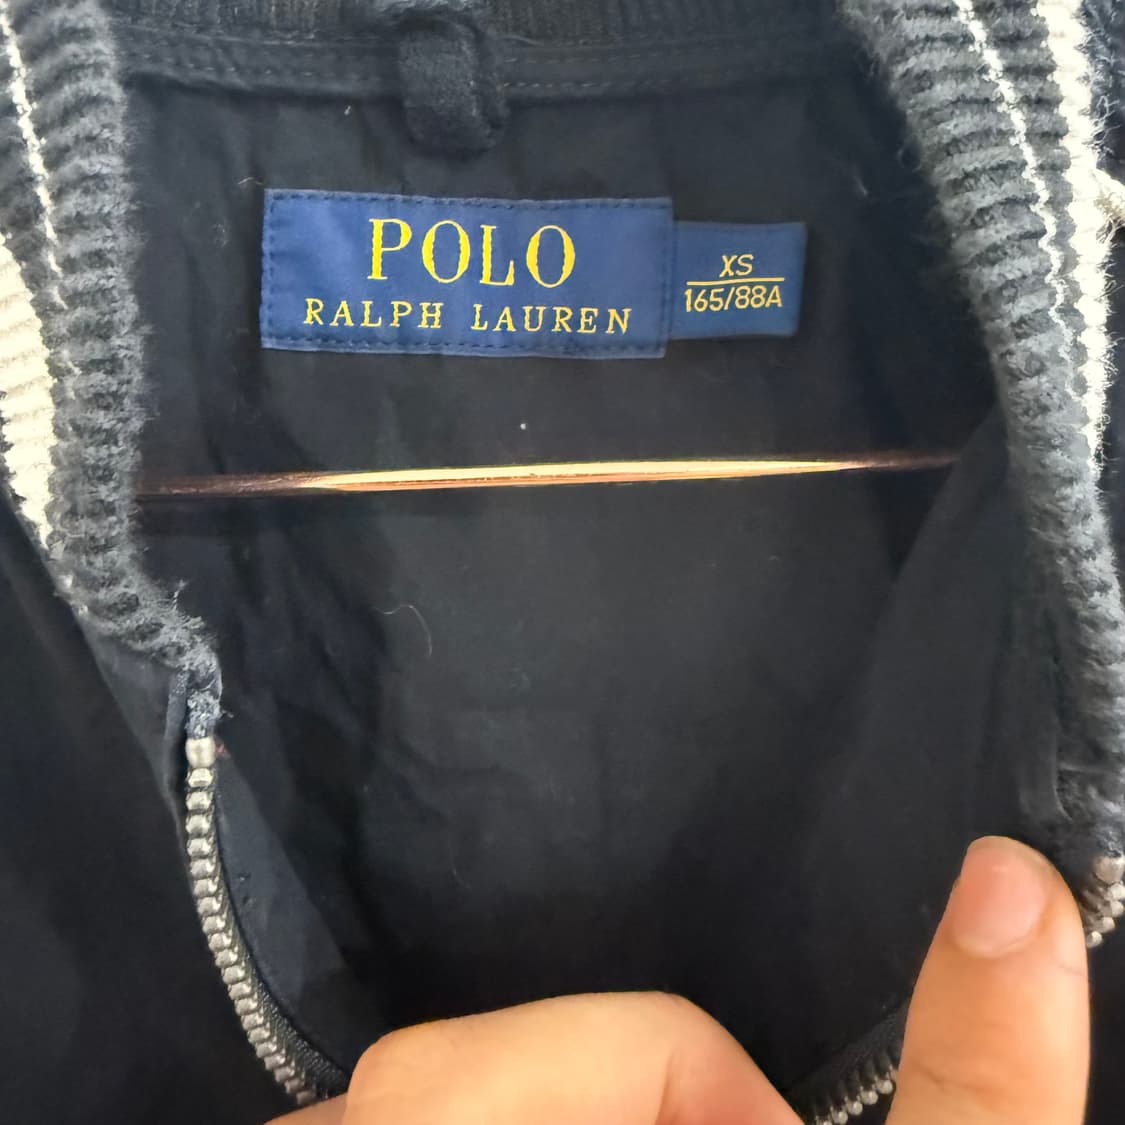 POLO
RALPH LAUREN
XS
165/88A